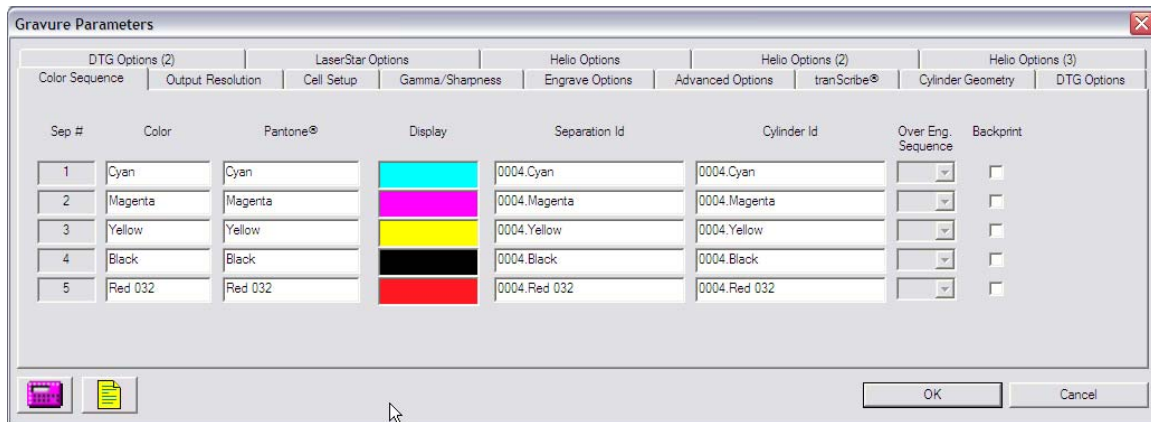 Gravure Parameters
DTG Options (2) LaserStar Options Helio Options Helio Options (2) Helio Options (3)
Color Sequence Output Resolution Cell Setup Gamma/Sharpness Engrave Options Advanced Options tranScribe® Cylinder Geometry DTG Options
Sep # Color Pantone® Display Separation Id Cylinder Id Over Eng. Backprint
Sequence
1 Cyan Cyan 0004.Cyan 0004.Cyan
2 Magenta Magenta 0004.Magenta 0004.Magenta
3 Yellow Yellow 0004.Yellow 0004.Yellow
4 Black Black 0004.Black 0004.Black
5 Red 032 Red 032 0004.Red 032 0004.Red 032
OK Cancel